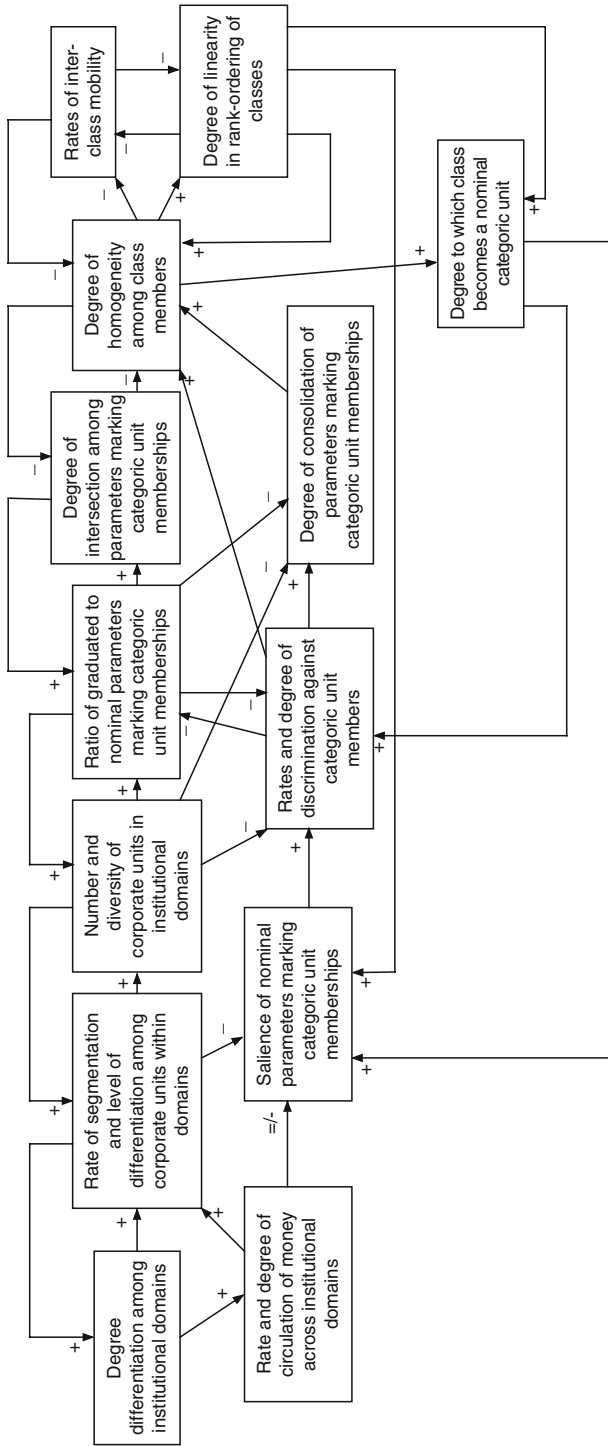 Degree
differentiation among
institutional domains
Rate of segmentation
and level of
differentiation among
corporate units within
domains
Number and
diversity of
corporate units in
institutional
domains
Ratio of graduated to
nominal parameters
marking categoric
unit memberships
Degree of
intersection among
parameters marking
categoric unit
memberships
Degree of
homogeneity
among class
members
Rates of inter-
class mobility
Degree of linearity
in rank-ordering of
classes
Rate and degree of
circulation of money
across institutional
domains
Salience of nominal
parameters marking
categoric unit
memberships
Rates and degree of
discrimination against
categoric unit
members
Degree of consolidation of
parameters marking
categoric unit memberships
Degree to which class
becomes a nominal
categoric unit
+
+
+
+
+
+
+
+
+
+
–
–
–
–
–
–
–
+
+
+
+
=/-
–
+
–
–
–
+
–
–
+
+
+
+
+
+